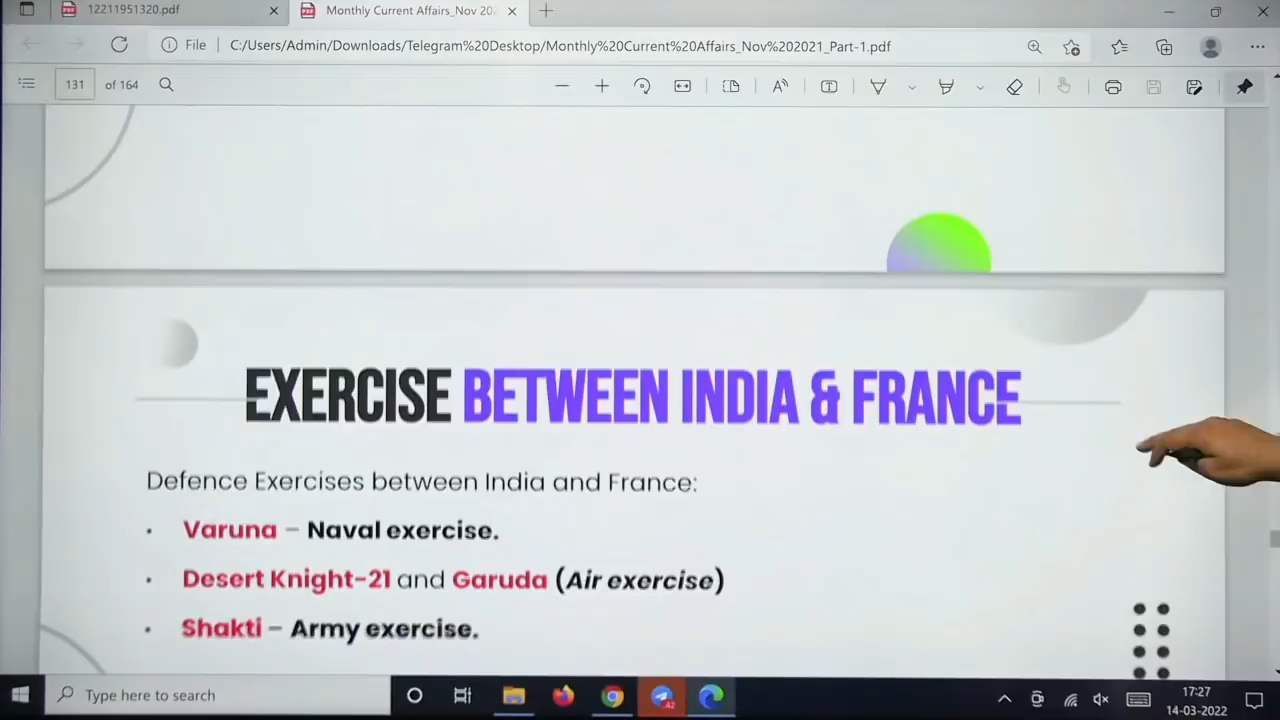 12211951320.pdf
Monthly Current Affairs_Nov 202
File
C:/Users/Admin/Downloads/Telegram%20Desktop/Monthly%20Current%20Affairs_Nov%202021_Part-1.pdf
131 of 164
EXERCISE BETWEEN INDIA & FRANCE
Defence Exercises between India and France:
• Varuna – Naval exercise.
• Desert Knight-21 and Garuda (Air exercise)
• Shakti – Army exercise.
Type here to search
42
17:27
14-03-2022